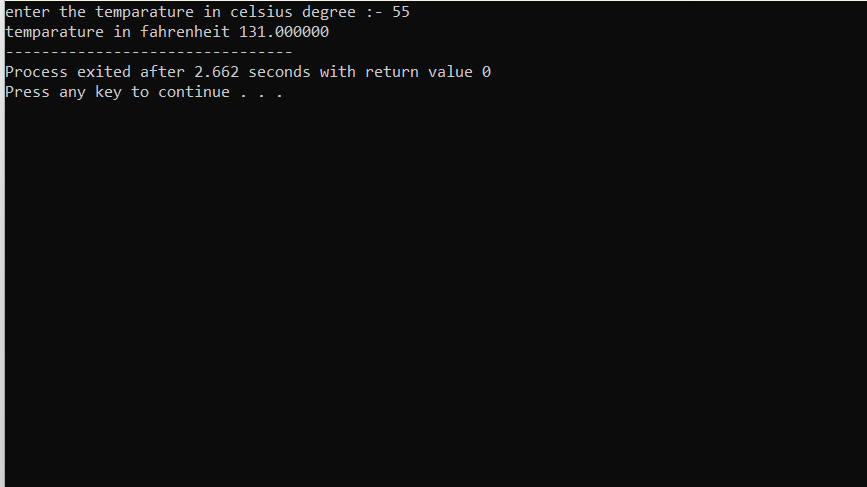 enter the temparature in celsius degree :- 55
temparature in fahrenheit 131.000000
--------------------------------
Process exited after 2.662 seconds with return value 0
Press any key to continue . . .